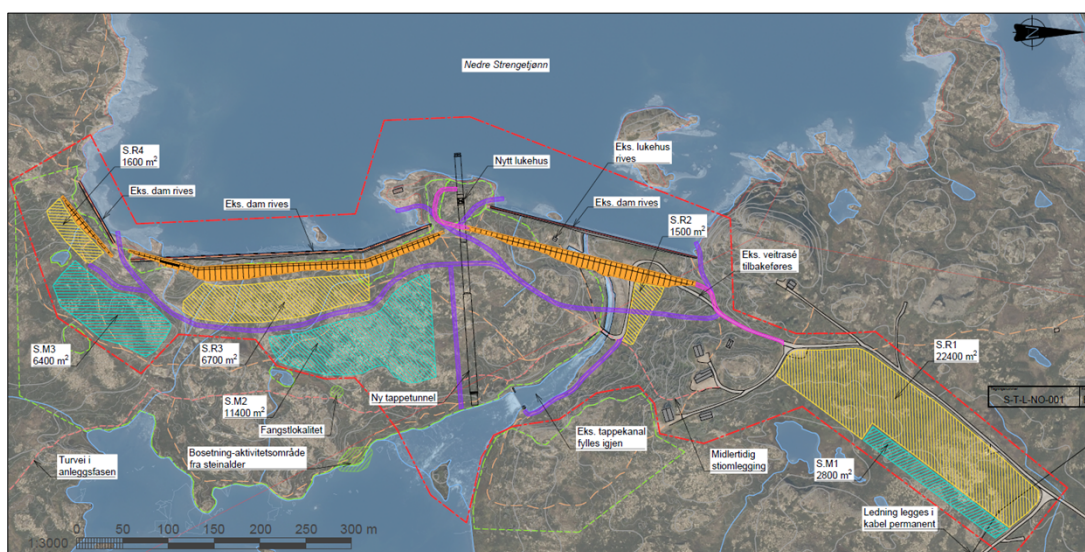 Nedre Strengetjønn
N
S.R4
1600 m²
Eks. dam rives
Eks. dam rives
Nytt lukehus
Eks. lukehus
rives
Eks. dam rives
S.R2
1500 m²
Eks. veitrasé
tilbakeføres
S.M3
6400 m²
S.R3
6700 m²
S.M2
11400 m²
Fangstlokalitet
Ny tappetunnel
S.R1
22400 m²
S-T-L-NO-001
Bosetning-aktivitetsområde
fra steinalder
Eks. tappekanal
fylles igjen
Midlertidig
stiomlegging
S.M1
2800 m²
Turvei i
anleggsfasen
Ledning legges i
kabel permanent
1:3000
0 50 100 150 200 250 300 m